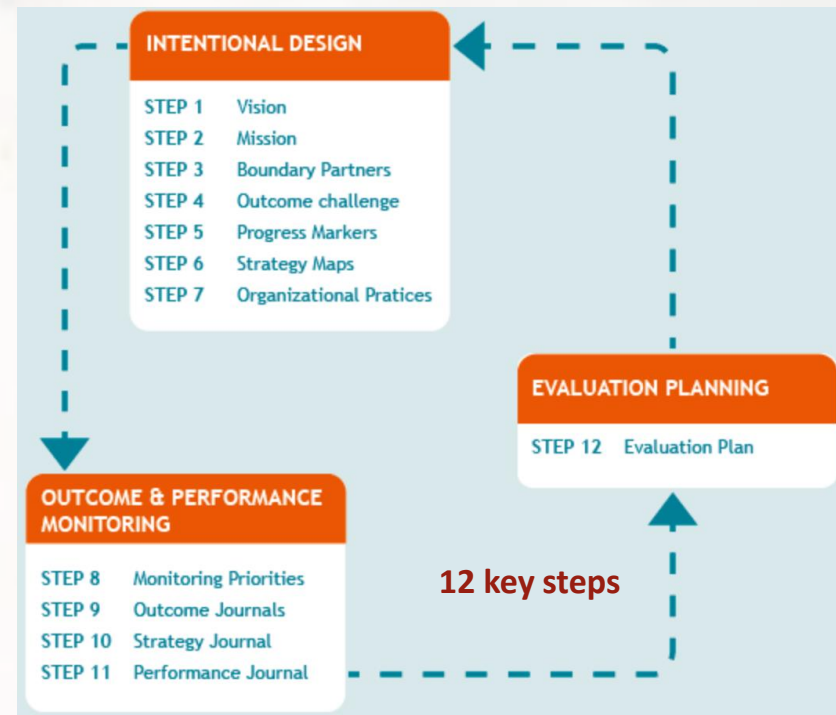 INTENTIONAL DESIGN
STEP 1 Vision
STEP 2 Mission
STEP 3 Boundary Partners
STEP 4 Outcome challenge
STEP 5 Progress Markers
STEP 6 Strategy Maps
STEP 7 Organizational Pratices
OUTCOME & PERFORMANCE
MONITORING
STEP 8 Monitoring Priorities
STEP 9 Outcome Journals
STEP 10 Strategy Journal
STEP 11 Performance Journal
12 key steps
EVALUATION PLANNING
STEP 12 Evaluation Plan